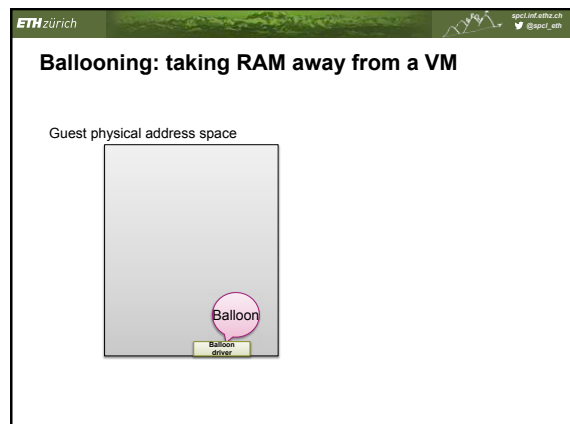 ETH zürich
spcl.inf.ethz.ch
@spcl_eth
Ballooning: taking RAM away from a VM
Guest physical address space
Balloon
Balloon
driver